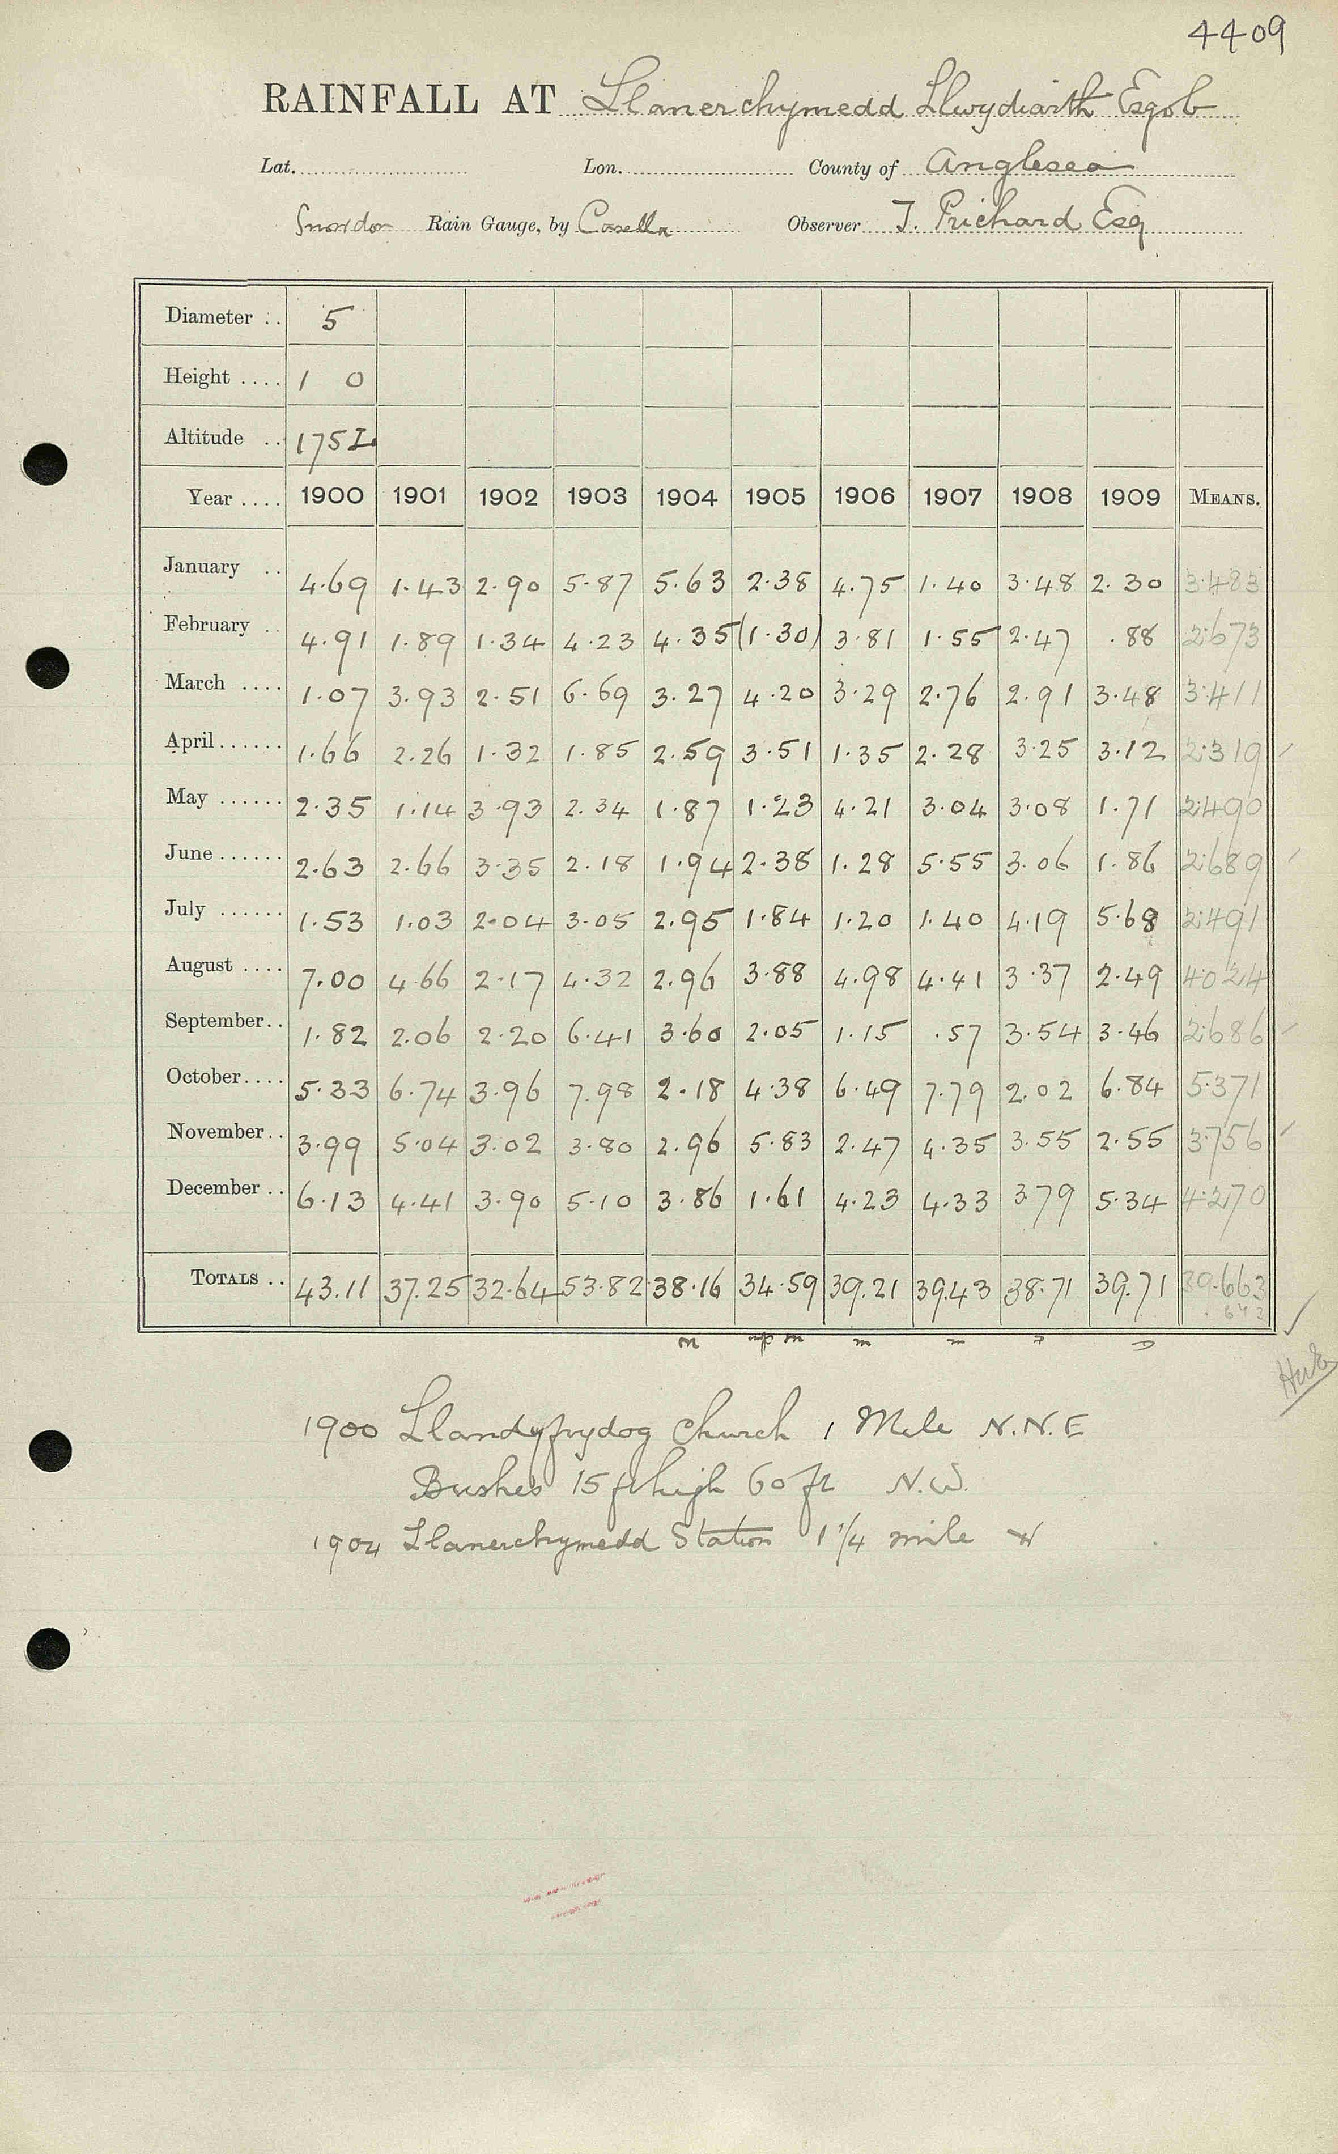 4409
RAINFALL AT Llanerchymedd Llwydiarth Esgob
Lat. Lon. County of Anglesea
Snowdon Rain Gauge, by Casella Observer T. Prichard Esq
Diameter .. 5
Height .... 1 0
Altitude .. 175
Year .... 1900 1901 1902 1903 1904 1905 1906 1907 1908 1909 MEANS.
January .. 4.69 1.43 2.90 5.87 5.63 2.38 4.75 1.40 3.48 2.30 3.483
February .. 4.91 1.89 1.34 4.23 4.35 (1.30) 3.81 1.55 2.47 .88 2.673
March .... 1.07 3.93 2.51 6.69 3.27 4.20 3.29 2.76 2.91 3.48 3.411
April ...... 1.66 2.26 1.32 1.85 2.59 3.51 1.35 2.28 3.25 3.12 2.319
May ...... 2.35 1.14 3.93 2.34 1.87 1.23 4.21 3.04 3.08 1.71 2.490
June ...... 2.63 2.66 3.35 2.18 1.94 2.38 1.28 5.55 3.06 1.86 2.689
July ...... 1.53 1.03 2.04 3.05 2.95 1.84 1.20 1.40 4.19 5.68 2.491
August .... 7.00 4.66 2.17 4.32 2.96 3.88 4.98 4.41 3.37 2.49 4.024
September.. 1.82 2.06 2.20 6.41 3.60 2.05 1.15 .57 3.54 3.46 2.686
October.... 5.33 6.74 3.96 7.98 2.18 4.38 6.49 7.79 2.02 6.84 5.371
November.. 3.99 5.04 3.02 3.80 2.96 5.83 2.47 4.35 3.55 2.55 3.756
December .. 6.13 4.41 3.90 5.10 3.86 1.61 4.23 4.33 3.79 5.34 4.270
TOTALS .. 43.11 37.25 32.64 53.82 38.16 34.59 39.21 39.43 38.71 39.71 39.663
.643
1900 Llandyfrydog Church 1 Mile N.N.E
Bushes 15 ft high 60 ft N.W.
1904 Llanerchymedd Station 1 1/4 mile W